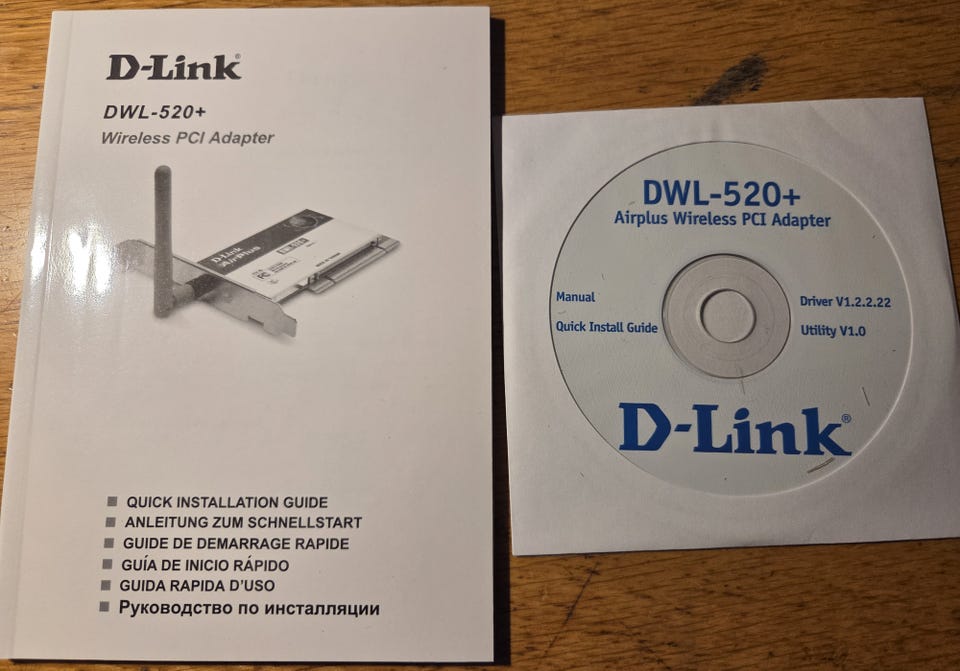 D-Link®
DWL-520+
Wireless PCI Adapter
D-Link
AirPlus
QUICK INSTALLATION GUIDE
ANLEITUNG ZUM SCHNELLSTART
GUIDE DE DEMARRAGE RAPIDE
GUÍA DE INICIO RÁPIDO
GUIDA RAPIDA D'USO
Руководство по инсталляции
DWL-520+
Airplus Wireless PCI Adapter
Manual
Quick Install Guide
Driver V1.2.2.22
Utility V1.0
D-Link®